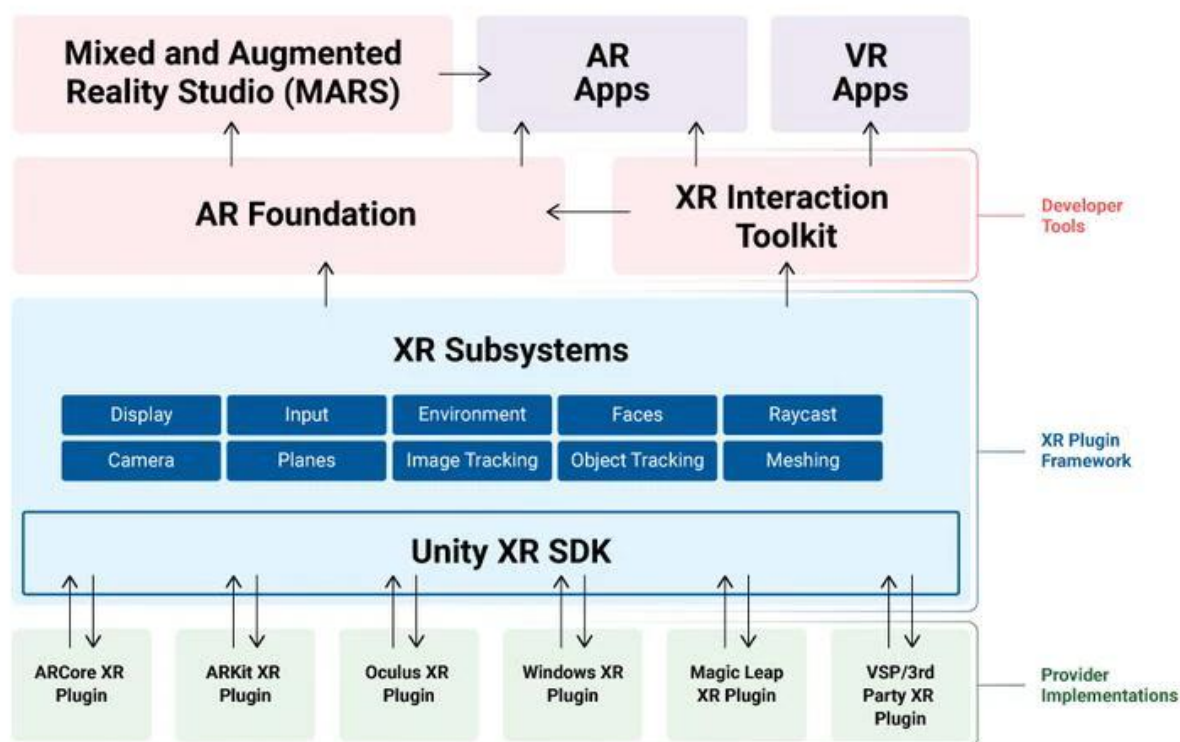 Mixed and Augmented
Reality Studio (MARS)
AR
Apps
VR
Apps
AR Foundation
XR Interaction
Toolkit
Developer
Tools
XR Subsystems
Display
Input
Environment
Faces
Raycast
Camera
Planes
Image Tracking
Object Tracking
Meshing
XR Plugin
Framework
Unity XR SDK
ARCore XR
Plugin
ARKit XR
Plugin
Oculus XR
Plugin
Windows XR
Plugin
Magic Leap
XR Plugin
VSP/3rd
Party XR
Plugin
Provider
Implementations